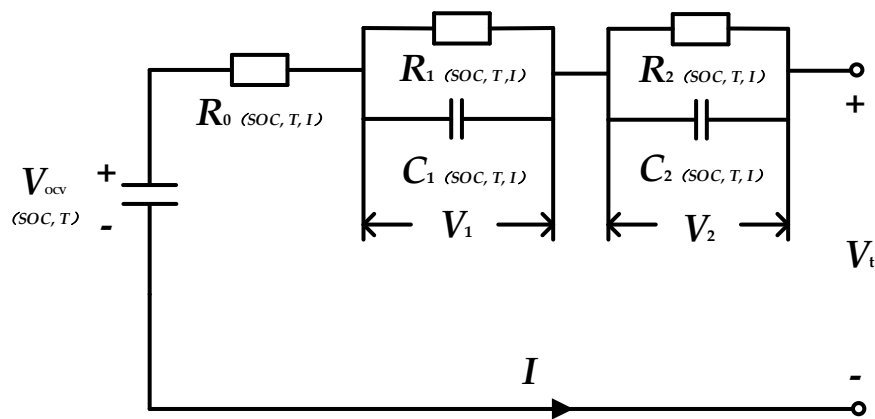 R1 (SOC, T ,I)
R2 (SOC, T, I)
R0 (SOC, T, I)
+
C1 (SOC, T, I)
C2 (SOC, T, I)
Vocv
+
(SOC, T)
-
V1
V2
Vt
I
-